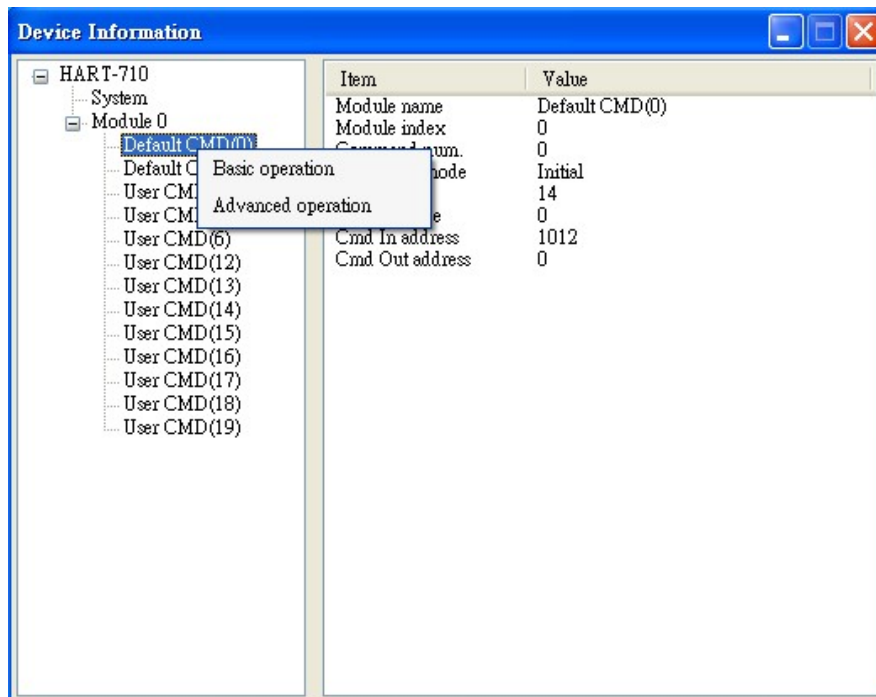 Device Information
HART-710
System
Module 0
Default CMD(0)
Default C
User CM
User CM
User CMD(6)
User CMD(12)
User CMD(13)
User CMD(14)
User CMD(15)
User CMD(16)
User CMD(17)
User CMD(18)
User CMD(19)
Basic operation
Advanced operation
Item Value
Module name Default CMD(0)
Module index 0
num. 0
mode Initial
14
0
Cmd In address 1012
Cmd Out address 0